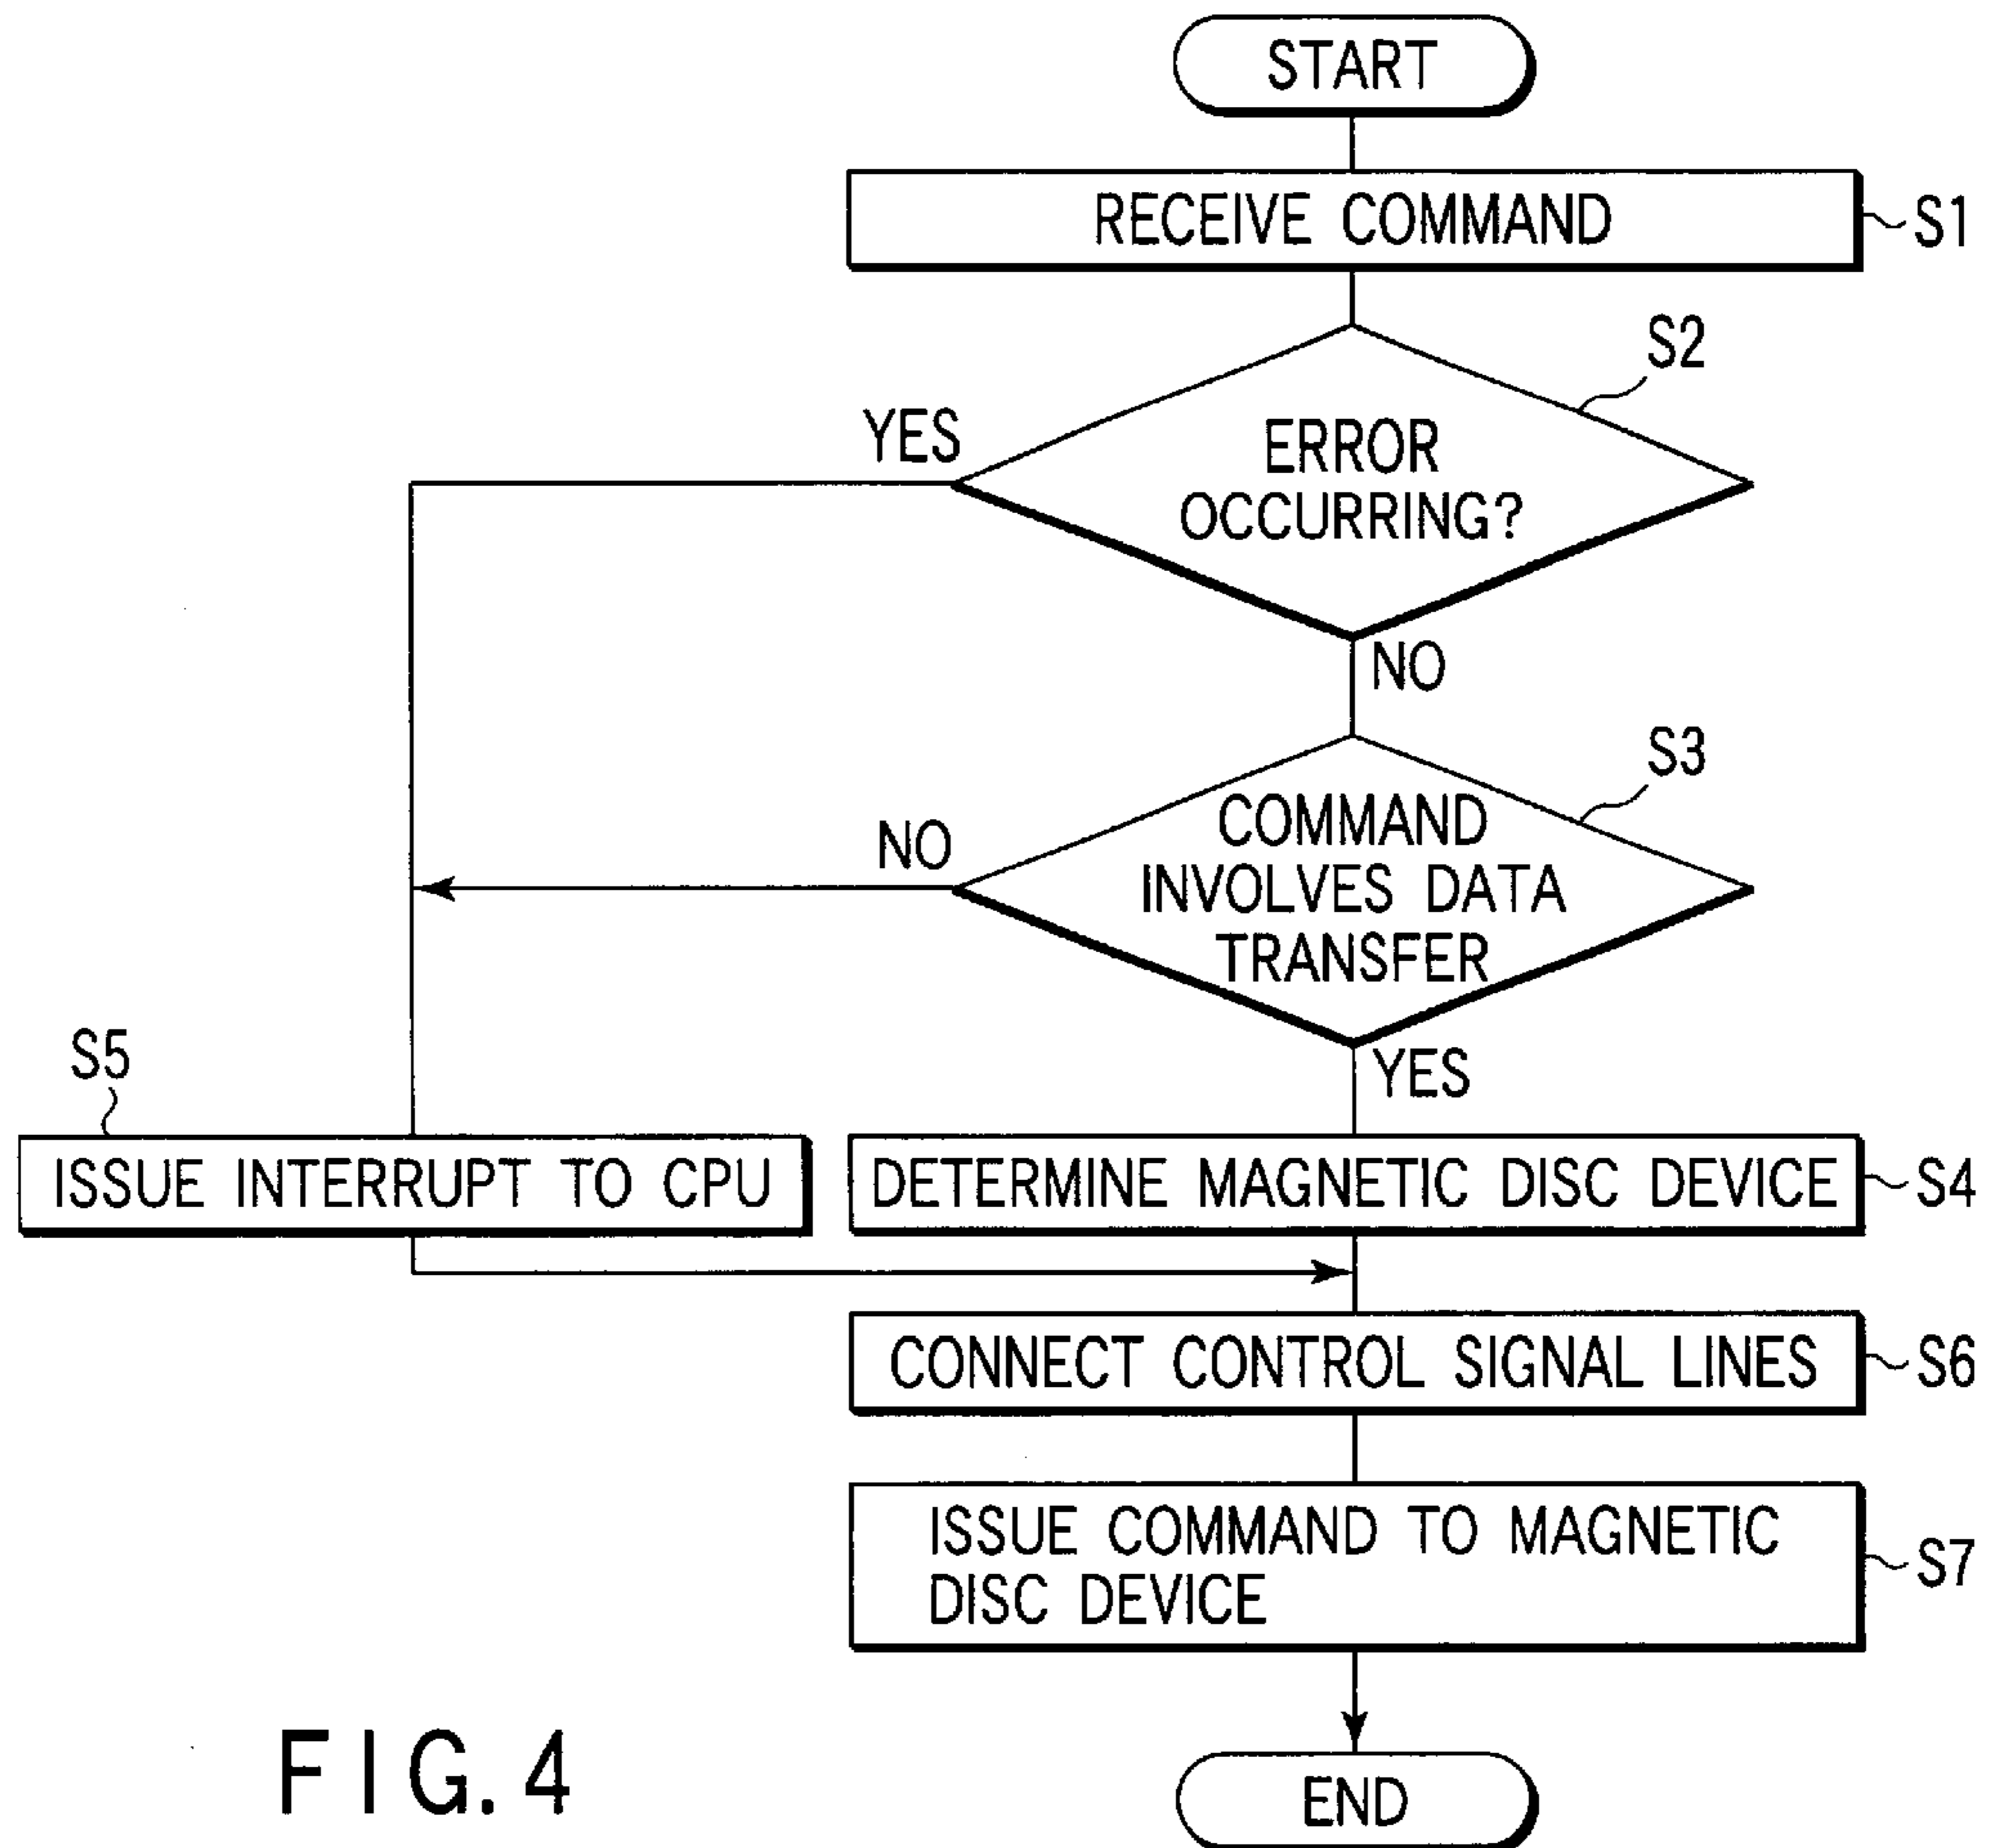 START
RECEIVE COMMAND
S1
S2
YES
ERROR
OCCURRING?
NO
S3
NO
COMMAND
INVOLVES DATA
TRANSFER
YES
S5
ISSUE INTERRUPT TO CPU
DETERMINE MAGNETIC DISC DEVICE
S4
CONNECT CONTROL SIGNAL LINES
S6
ISSUE COMMAND TO MAGNETIC
DISC DEVICE
S7
END
FIG. 4